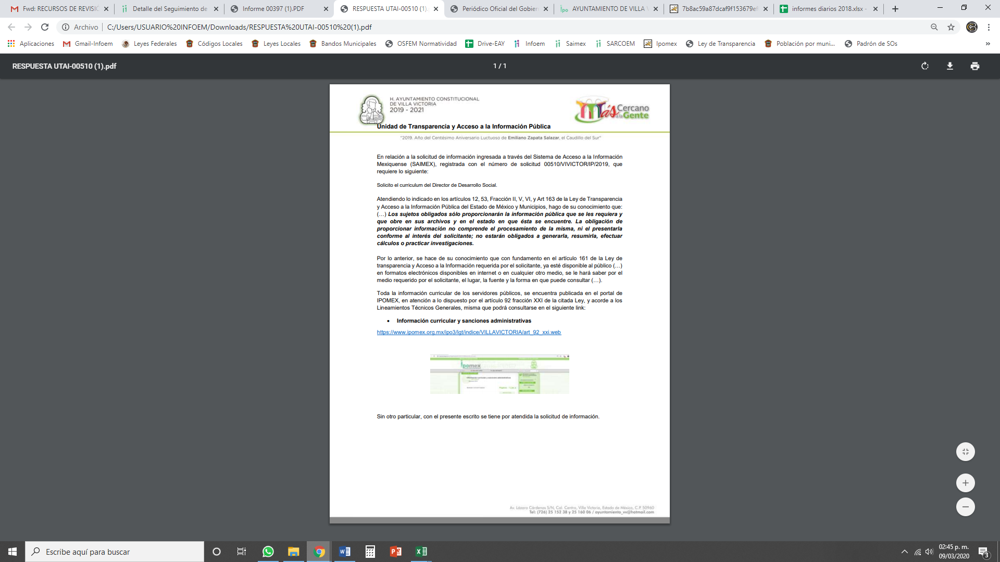 Fwd: RECURSOS DE REVISIÓ
Detalle del Seguimiento de
Informe 00397 (1).PDF
RESPUESTA UTAI-00510 (1).
Periódico Oficial del Gobier
AYUNTAMIENTO DE VILLA
7b8ac59a87dcaf9f153679ef
informes diarios 2018.xlsx -
Archivo
C:/Users/USUARIO%20INFOEM/Downloads/RESPUESTA%20UTAI-00510%20(1).pdf
Aplicaciones
Gmail-Infoem
Leyes Federales
Códigos Locales
Leyes Locales
Bandos Municipales
OSFEM Normatividad
Drive-EAY
Infoem
Saimex
SARCOEM
Ipomex
Ley de Transparencia
Población por muni...
Padrón de SOs
»
RESPUESTA UTAI-00510 (1).pdf
1 / 1
H. AYUNTAMIENTO CONSTITUCIONAL
DE VILLA VICTORIA
2019 - 2021
Más Cercano
a la Gente
Unidad de Transparencia y Acceso a la Información Pública
"2019. Año del Centésimo Aniversario Luctuoso de Emiliano Zapata Salazar, el Caudillo del Sur"
En relación a la solicitud de información ingresada a través del Sistema de Acceso a la Información
Mexiquense (SAIMEX), registrada con el número de solicitud 00510/VIVICTOR/IP/2019, que
requiere lo siguiente:
Solicito el curriculum del Director de Desarrollo Social.
Atendiendo lo indicado en los artículos 12, 53, Fracción II, V, VI, y Art 163 de la Ley de Transparencia
y Acceso a la Información Pública del Estado de México y Municipios, hago de su conocimiento que:
(…) Los sujetos obligados sólo proporcionarán la información pública que se les requiera y
que obre en sus archivos y en el estado en que ésta se encuentre. La obligación de
proporcionar información no comprende el procesamiento de la misma, ni el presentarla
conforme al interés del solicitante; no estarán obligados a generarla, resumirla, efectuar
cálculos o practicar investigaciones.
Por lo anterior, se hace de su conocimiento que con fundamento en el artículo 161 de la Ley de
transparencia y Acceso a la Información requerida por el solicitante, ya esté disponible al público (…)
en formatos electrónicos disponibles en internet o en cualquier otro medio, se le hará saber por el
medio requerido por el solicitante, el lugar, la fuente y la forma en que puede consultar (…).
Toda la información curricular de los servidores públicos, se encuentra publicada en el portal de
IPOMEX, en atención a lo dispuesto por el artículo 92 fracción XXI de la citada Ley, y acorde a los
Lineamientos Técnicos Generales, misma que podrá consultarse en el siguiente link:
• Información curricular y sanciones administrativas
https://www.ipomex.org.mx/ipo3/lgt/indice/VILLAVICTORIA/art_92_xxi.web
ipomex
Sin otro particular, con el presente escrito se tiene por atendida la solicitud de información.
Av. Lázaro Cárdenas S/N, Col. Centro, Villa Victoria, Estado de México, C.P. 50960
Tel: (726) 25 152 38 y 25 160 06 / ayuntamiento_vv@hotmail.com
Escribe aquí para buscar
02:45 p. m.
09/03/2020
3